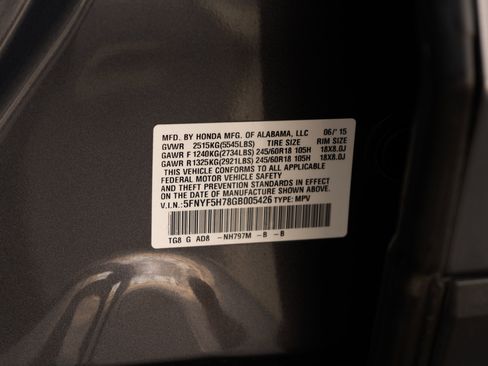 MFD. BY HONDA MFG. OF ALABAMA, LLC 06/'15
GVWR 2515KG(5545LBS) TIRE SIZE RIM SIZE
GAWR F 1240KG(2734LBS) 245/60R18 105H 18X8.0J
GAWR R1325KG(2921LBS) 245/60R18 105H 18X8.0J
THIS VEHICLE CONFORMS TO ALL APPLICABLE
FEDERAL MOTOR VEHICLE SAFETY
AND THEFT PREVENTION STANDARDS IN EFFECT
ON THE DATE OF MANUFACTURE SHOWN ABOVE.
V.I.N.:5FNYF5H78GB005426 TYPE: MPV
TG8 G AD8 -NH797M -B -B